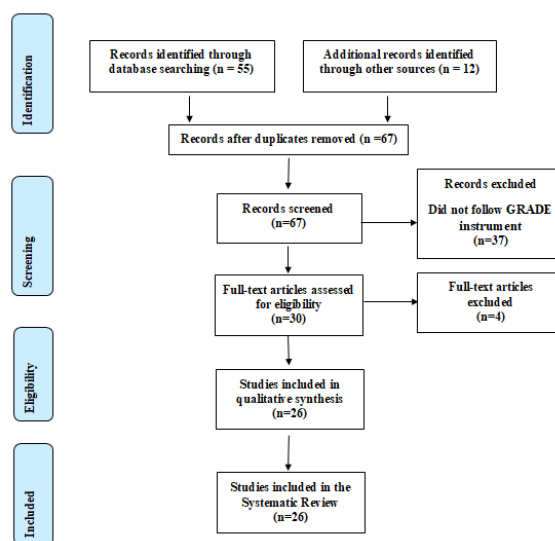 Identification
Records identified through
database searching (n = 55)
Additional records identified
through other sources (n = 12)
Records after duplicates removed (n =67)
Screening
Records screened
(n=67)
Records excluded
Did not follow GRADE
instrument
(n=37)
Full-text articles assessed
for eligibility
(n=30)
Full-text articles
excluded
(n=4)
Eligibility
Studies included in
qualitative synthesis
(n=26)
Included
Studies included in the
Systematic Review
(n=26)